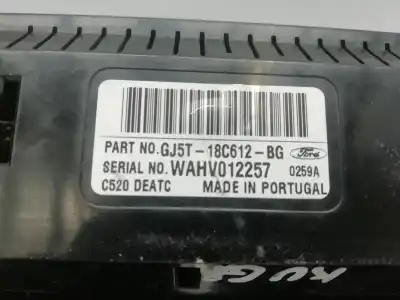 PART NO.GJ5T-18C612-BG Ford
SERIAL NO.WAHV012257 0259A
C520 DEATC MADE IN PORTUGAL
KUGA